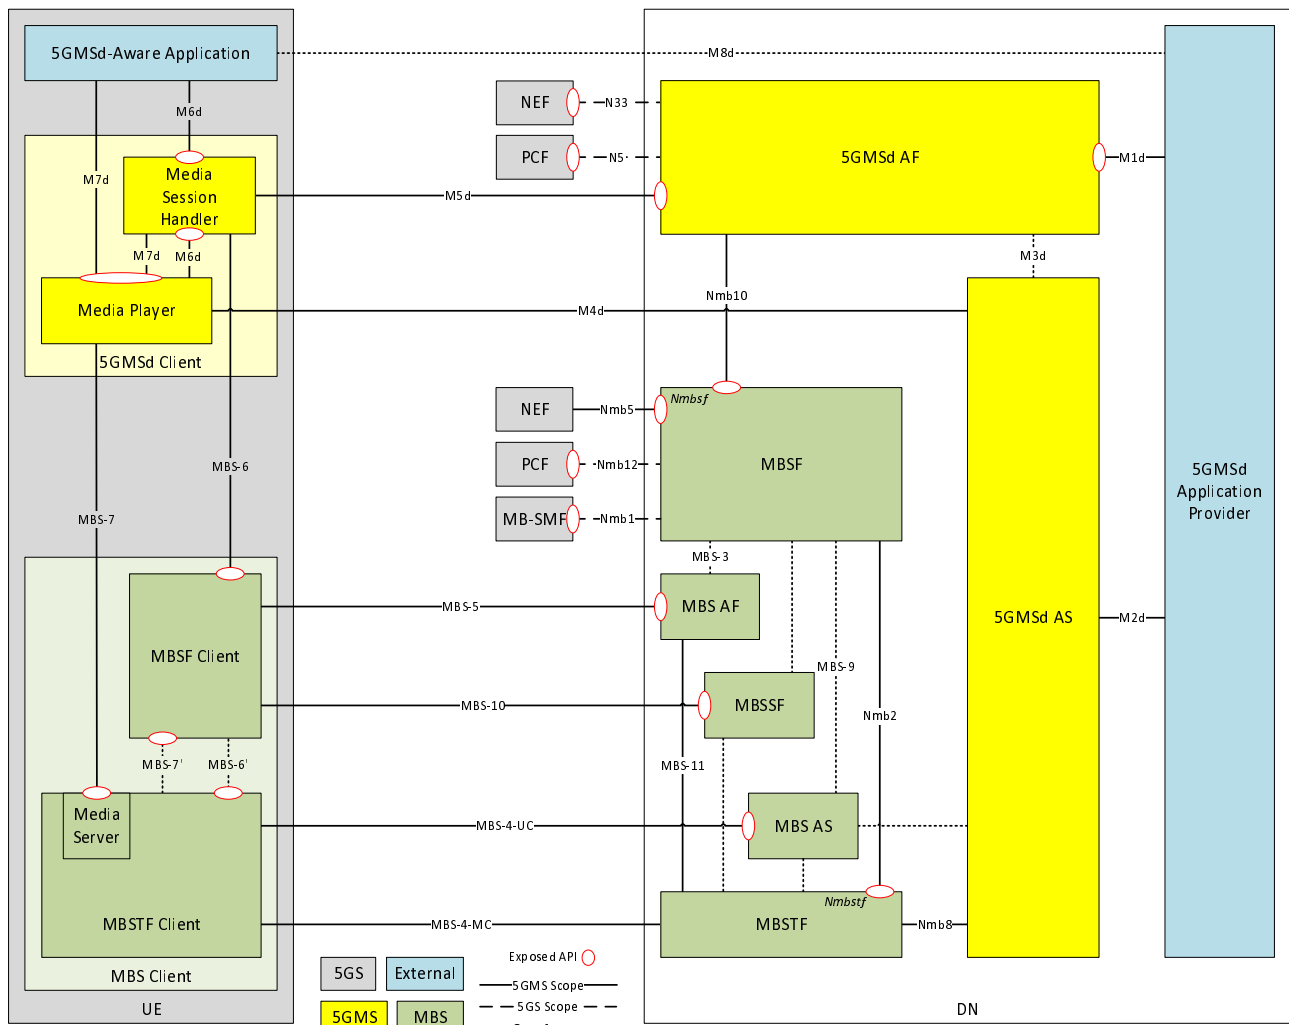 5GMSd-Aware Application
M8d
M6d
NEF
N33
PCF
N5
5GMSd AF
M1d
M7d
Media
Session
Handler
M5d
M7d
M6d
M3d
Media Player
Nmb10
M4d
5GMSd Client
NEF
Nmb5
Nmbsf
PCF
Nmb12
MBSF
MB-SMF
Nmb1
MBS-6
MBS-7
5GMSd
Application
Provider
MBS-3
MBS-5
MBS AF
5GMSd AS
M2d
MBSF Client
MBS-9
MBS-10
MBSSF
Nmb2
MBS-7'
MBS-6'
MBS-11
Media
Server
MBS-4-UC
MBS AS
Nmbstf
MBSTF Client
MBS-4-MC
MBSTF
Nmb8
MBS Client
UE
5GS
External
5GMS
MBS
Exposed API
5GMS Scope
5GS Scope
DN